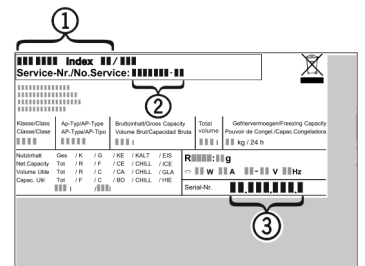 1
Index /
Service-Nr./No.Service: -
2
Klasse/Class Ap-Typ/AP-Type Bruttoinhalt/Gross Capacity Total Gefriervermoegen/Freezing Capacity
Classe/Clase AP-Type/AP-Tipo Volume Brut/Capacidad Bruta volume Pouvoir de Congel./Capac.Congeladora
l l kg / 24 h
Nutzinhalt Ges / K / G / KE / KALT / EIS
Net.Capacity Tot / R / F / CE / CHILL / ICE
Volume Utile Tot / R / C / CA / CHILL / GLA
Capac. Util Tot / F / C / BO / CHILL / HIE
l / l
R : g
W A - V Hz
Serial-Nr. . .
3